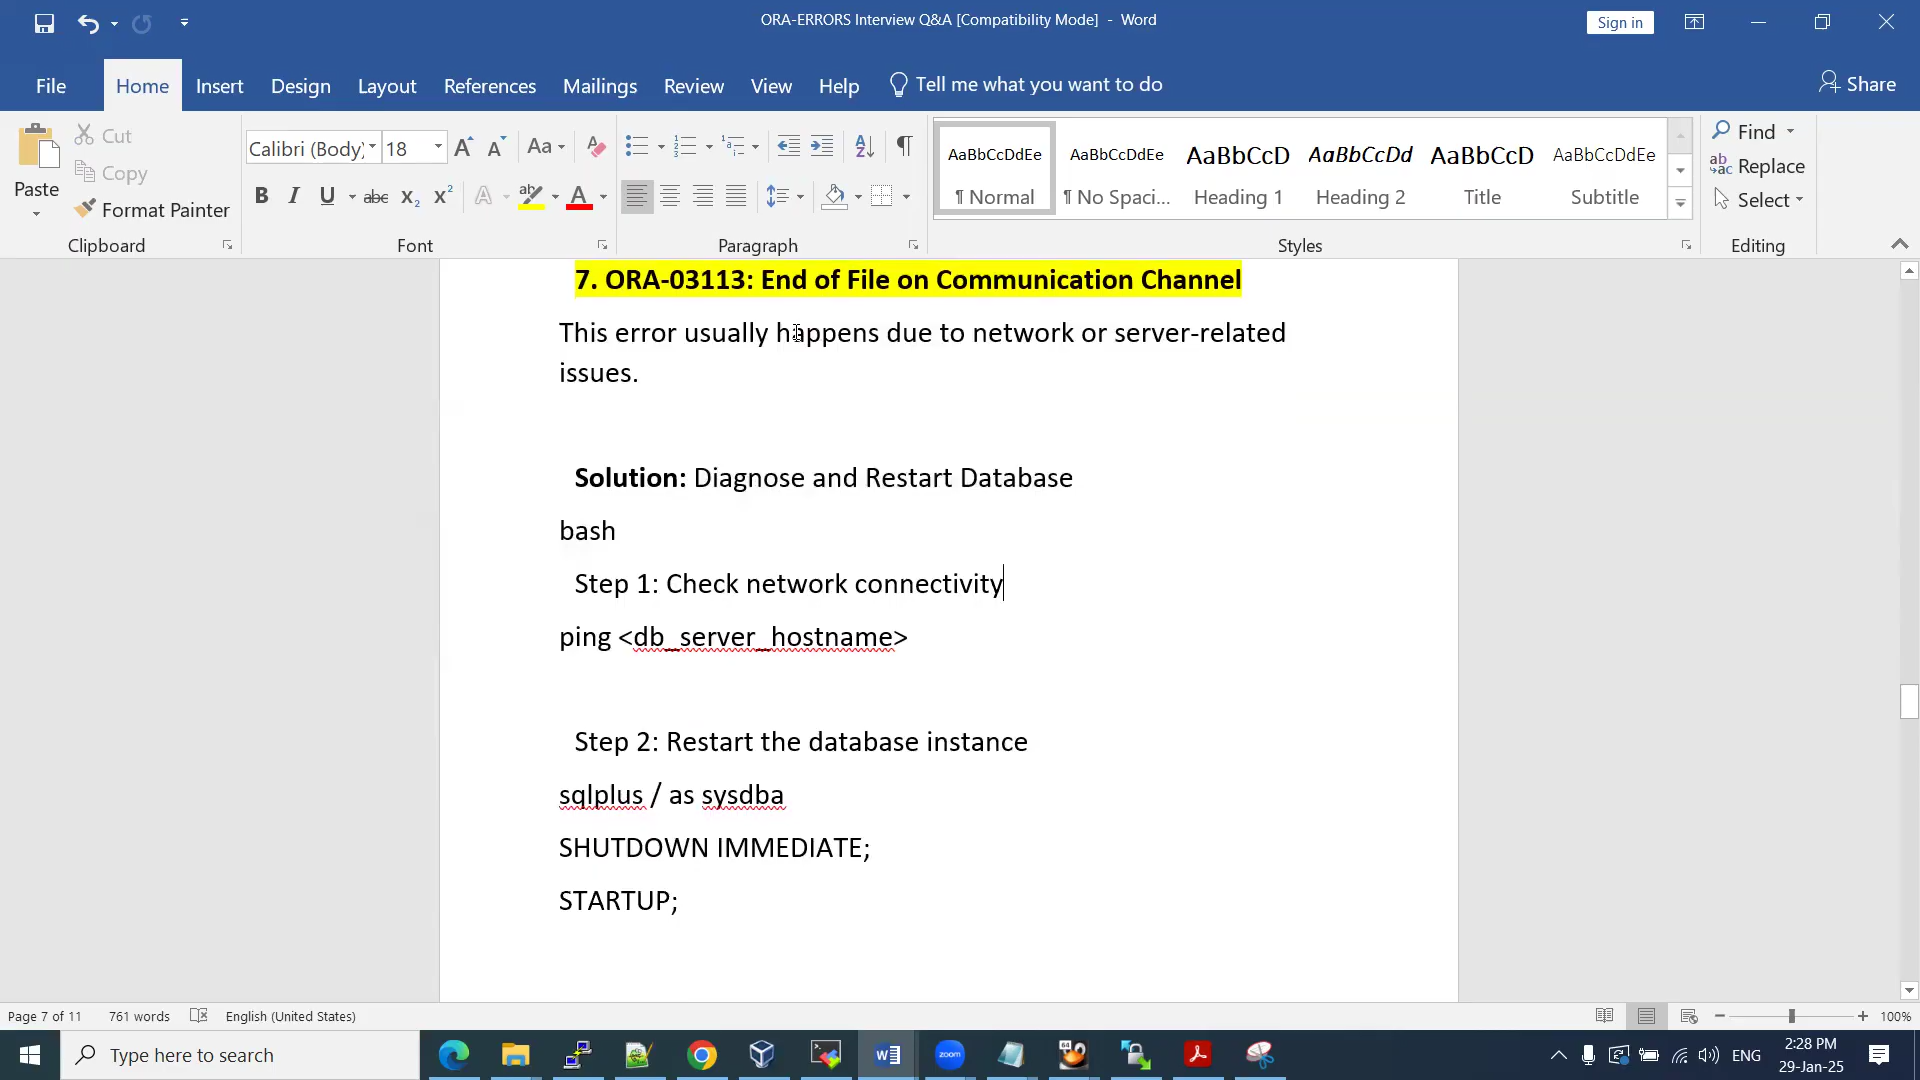 ORA-ERRORS Interview Q&A [Compatibility Mode] - Word
Sign in
File Home Insert Design Layout References Mailings Review View Help Tell me what you want to do Share
Paste
Cut
Copy
Format Painter
Clipboard
Calibri (Body) 18
Font
Paragraph
AaBbCcDdEe AaBbCcDdEe AaBbCcD AaBbCcDd AaBbCcD AaBbCcDdEe
¶ Normal ¶ No Spaci... Heading 1 Heading 2 Title Subtitle
Styles
Find
Replace
Select
Editing
7. ORA-03113: End of File on Communication Channel
This error usually happens due to network or server-related
issues.
Solution: Diagnose and Restart Database
bash
Step 1: Check network connectivity
ping <db_server_hostname>
Step 2: Restart the database instance
sqlplus / as sysdba
SHUTDOWN IMMEDIATE;
STARTUP;
Page 7 of 11 761 words English (United States) 100%
Type here to search
zoom
ENG
2:28 PM
29-Jan-25